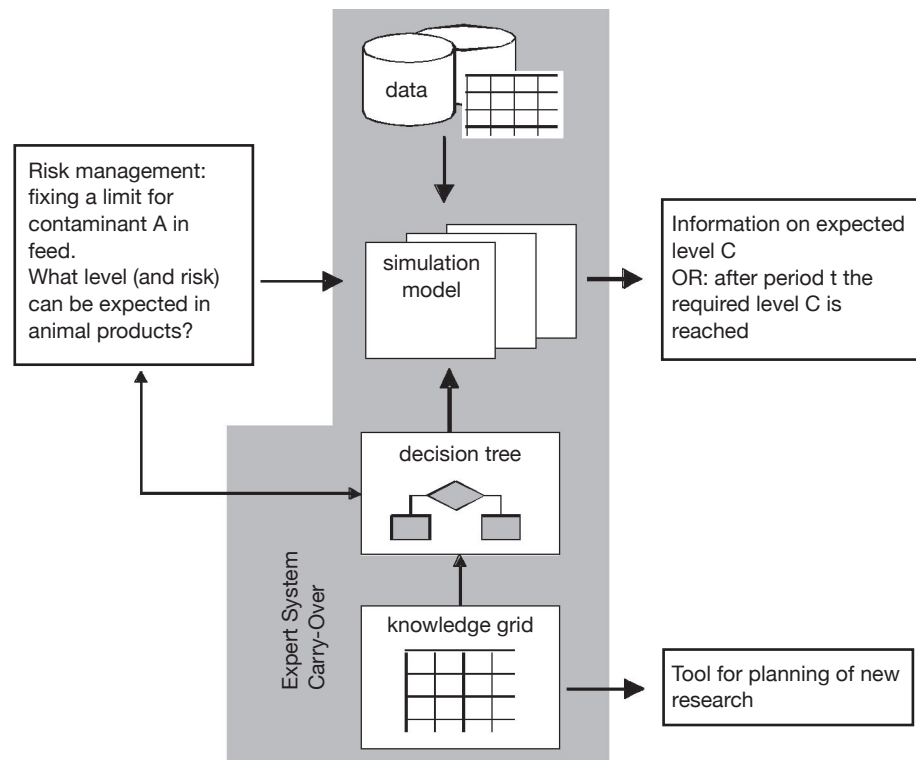 data
Risk management:
fixing a limit for
contaminant A in
feed.
What level (and risk)
can be expected in
animal products?
simulation
model
Information on expected
level C
OR: after period t the
required level C is
reached
decision tree
Expert System
Carry-Over
knowledge grid
Tool for planning of new
research